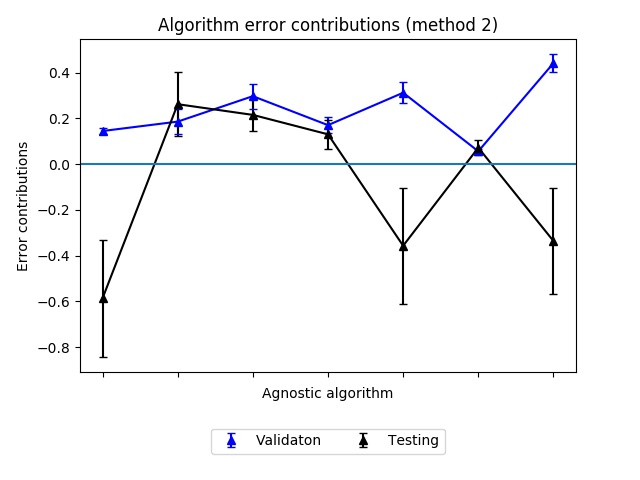 Algorithm error contributions (method 2)
Error contributions
0.4
0.2
0.0
−0.2
−0.4
−0.6
−0.8
Agnostic algorithm
Validaton
Testing